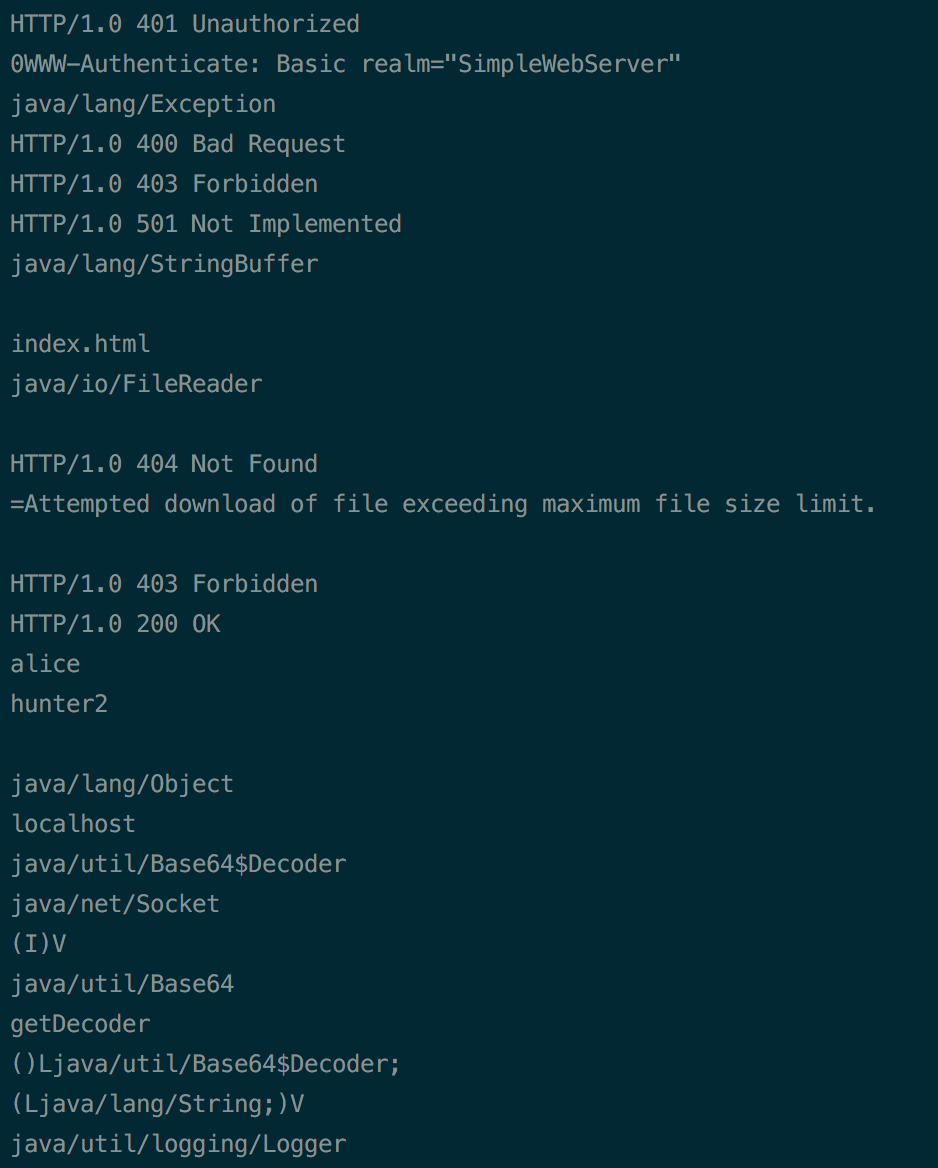 HTTP/1.0 401 Unauthorized
0WWW-Authenticate: Basic realm="SimpleWebServer"
java/lang/Exception
HTTP/1.0 400 Bad Request
HTTP/1.0 403 Forbidden
HTTP/1.0 501 Not Implemented
java/lang/StringBuffer
index.html
java/io/FileReader
HTTP/1.0 404 Not Found
=Attempted download of file exceeding maximum file size limit.
HTTP/1.0 403 Forbidden
HTTP/1.0 200 OK
alice
hunter2
java/lang/Object
localhost
java/util/Base64$Decoder
java/net/Socket
(I)V
java/util/Base64
getDecoder
()Ljava/util/Base64$Decoder;
(Ljava/lang/String;)V
java/util/logging/Logger